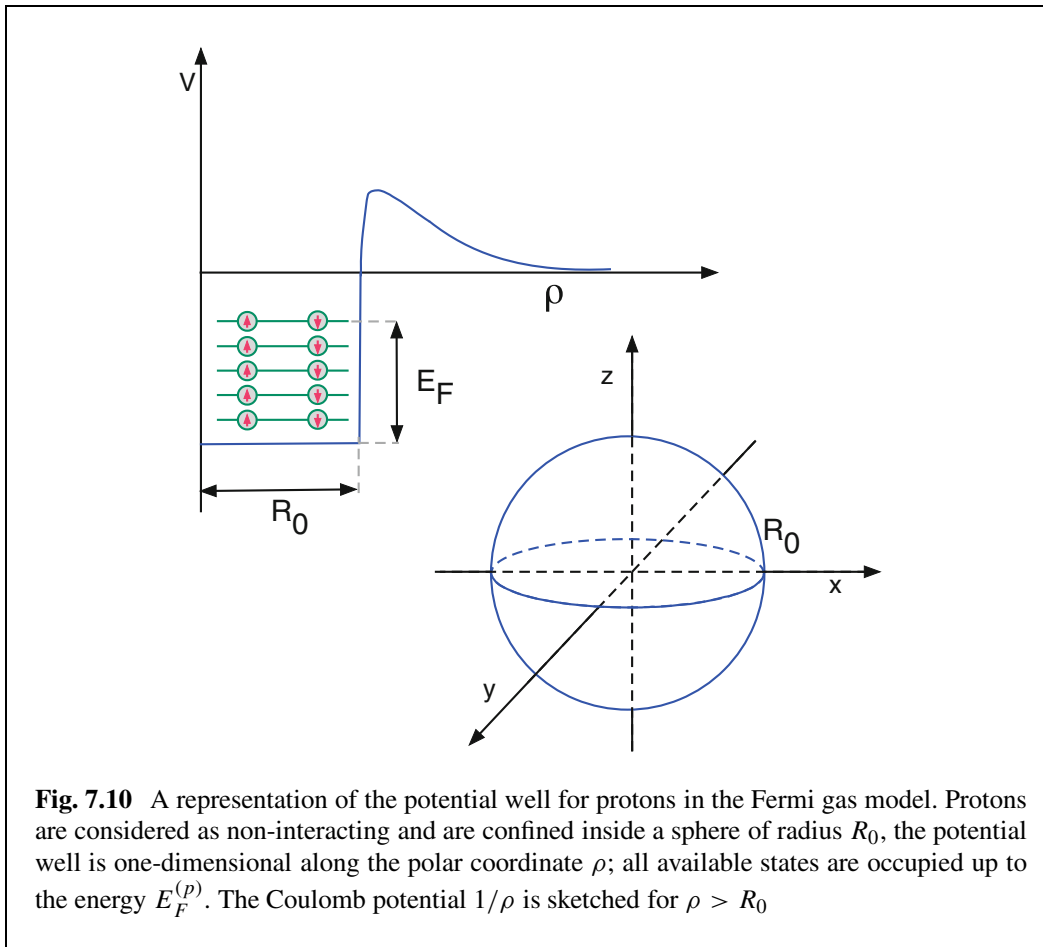 V
ρ
E_F
R_0
z
R_0
x
y
Fig. 7.10 A representation of the potential well for protons in the Fermi gas model. Protons
are considered as non-interacting and are confined inside a sphere of radius R_0, the potential
well is one-dimensional along the polar coordinate ρ; all available states are occupied up to
the energy E_F^{(p)}. The Coulomb potential 1/ρ is sketched for ρ > R_0